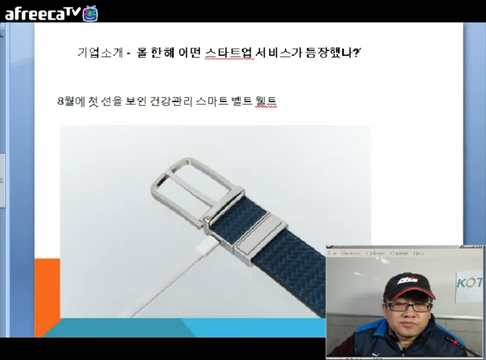 afreecaTV
기업소개 - 올 한해 어떤 스타트업 서비스가 등장했나?
8월에 첫 선을 보인 건강관리 스마트 벨트 웰트
KOT